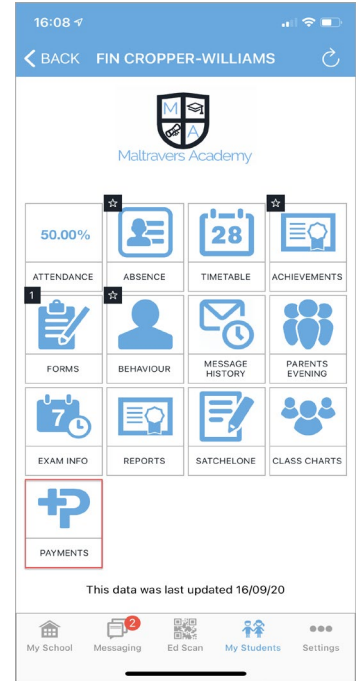 16:08
BACK FIN CROPPER-WILLIAMS
M
A
Maltravers Academy
50.00% 28
ATTENDANCE ABSENCE TIMETABLE ACHIEVEMENTS
1
FORMS BEHAVIOUR MESSAGE HISTORY PARENTS EVENING
7
EXAM INFO REPORTS SATCHELONE CLASS CHARTS
+P
PAYMENTS
This data was last updated 16/09/20
2
My School Messaging Ed Scan My Students Settings